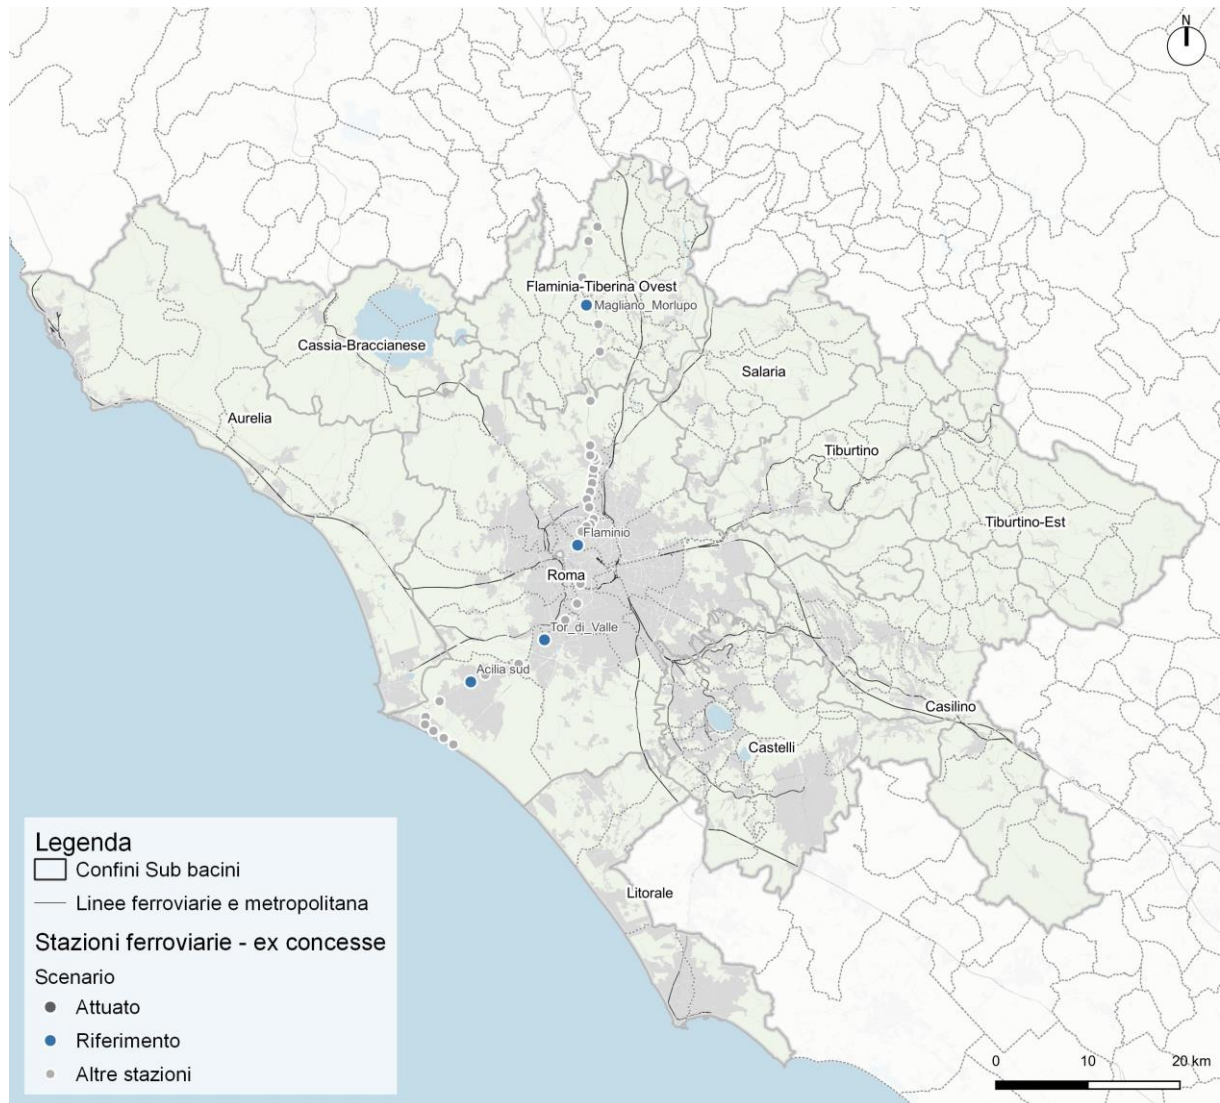 N
Flaminia-Tiberina Ovest
Magliano_Morlupo
Cassia-Braccianese
Salaria
Aurelia
Tiburtino
Tiburtino-Est
Flaminio
Roma
Tor_di_Valle
Acilia sud
Casilino
Castelli
Litorale
Legenda
Confini Sub bacini
Linee ferroviarie e metropolitana
Stazioni ferroviarie - ex concesse
Scenario
Attuato
Riferimento
Altre stazioni
0 10 20 km